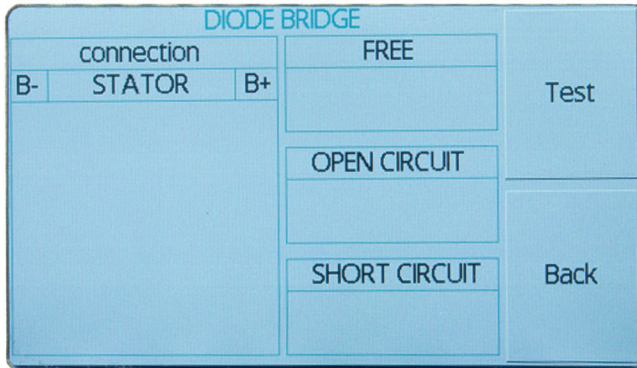 DIODE BRIDGE
connection
B- STATOR B+
FREE
OPEN CIRCUIT
SHORT CIRCUIT
Test
Back